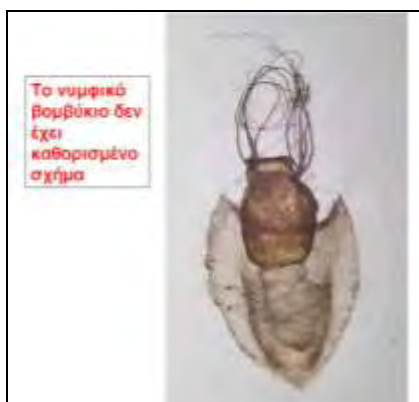 Το νυμφικό
βομβύκιο δεν
έχει
καθορισμένο
σχήμα